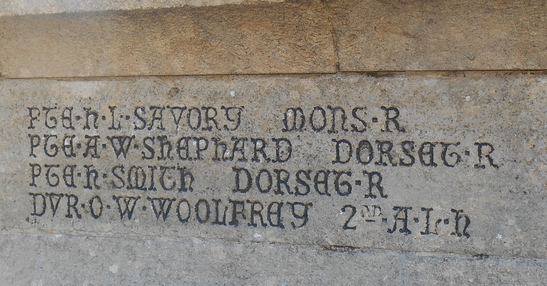 PTE·H·L·SAVORY MONS·R
PTE·A·W·SHEPHARD DORSET·R
PTE·H·SMITH DORSET·R
DVR·O·W·WOOLFREY 2ND·A·L·H